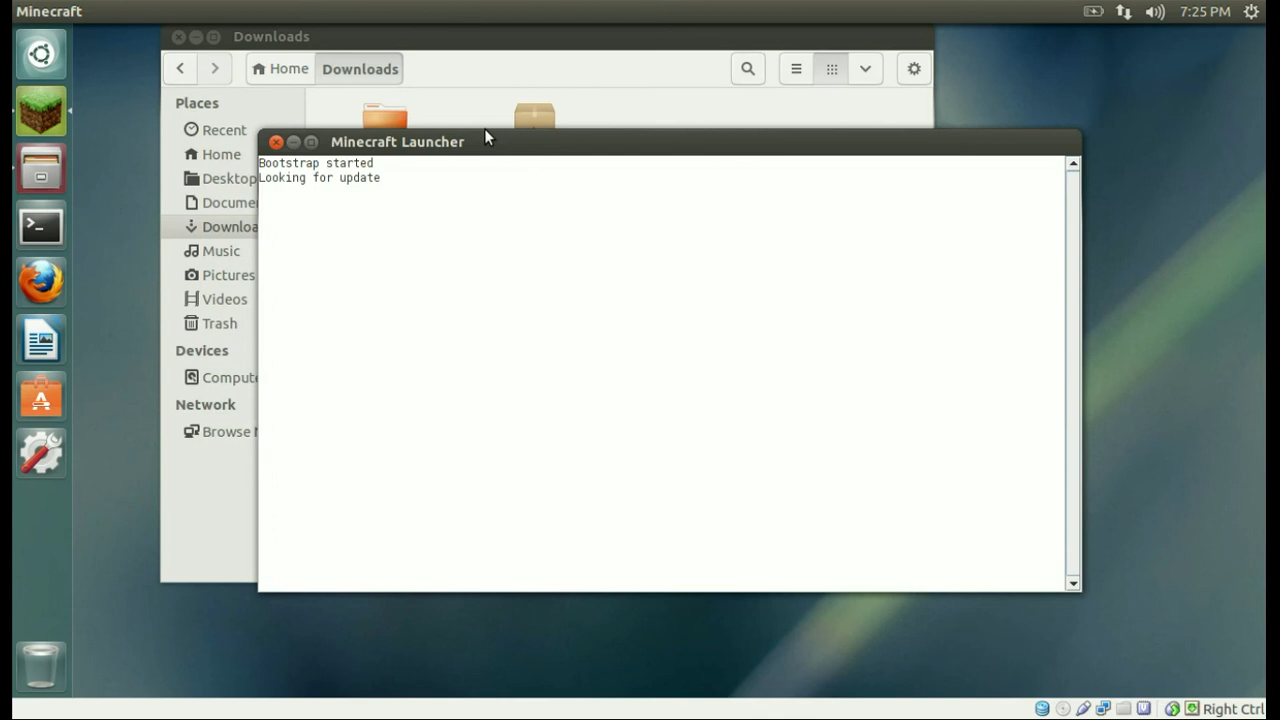 Minecraft
7:25 PM
Downloads
Home
Downloads
Places
Recent
Home
Desktop
Docume
Downloa
Music
Pictures
Videos
Trash
Devices
Compute
Network
Browse N
Minecraft Launcher
Bootstrap started
Looking for update
Right Ctrl